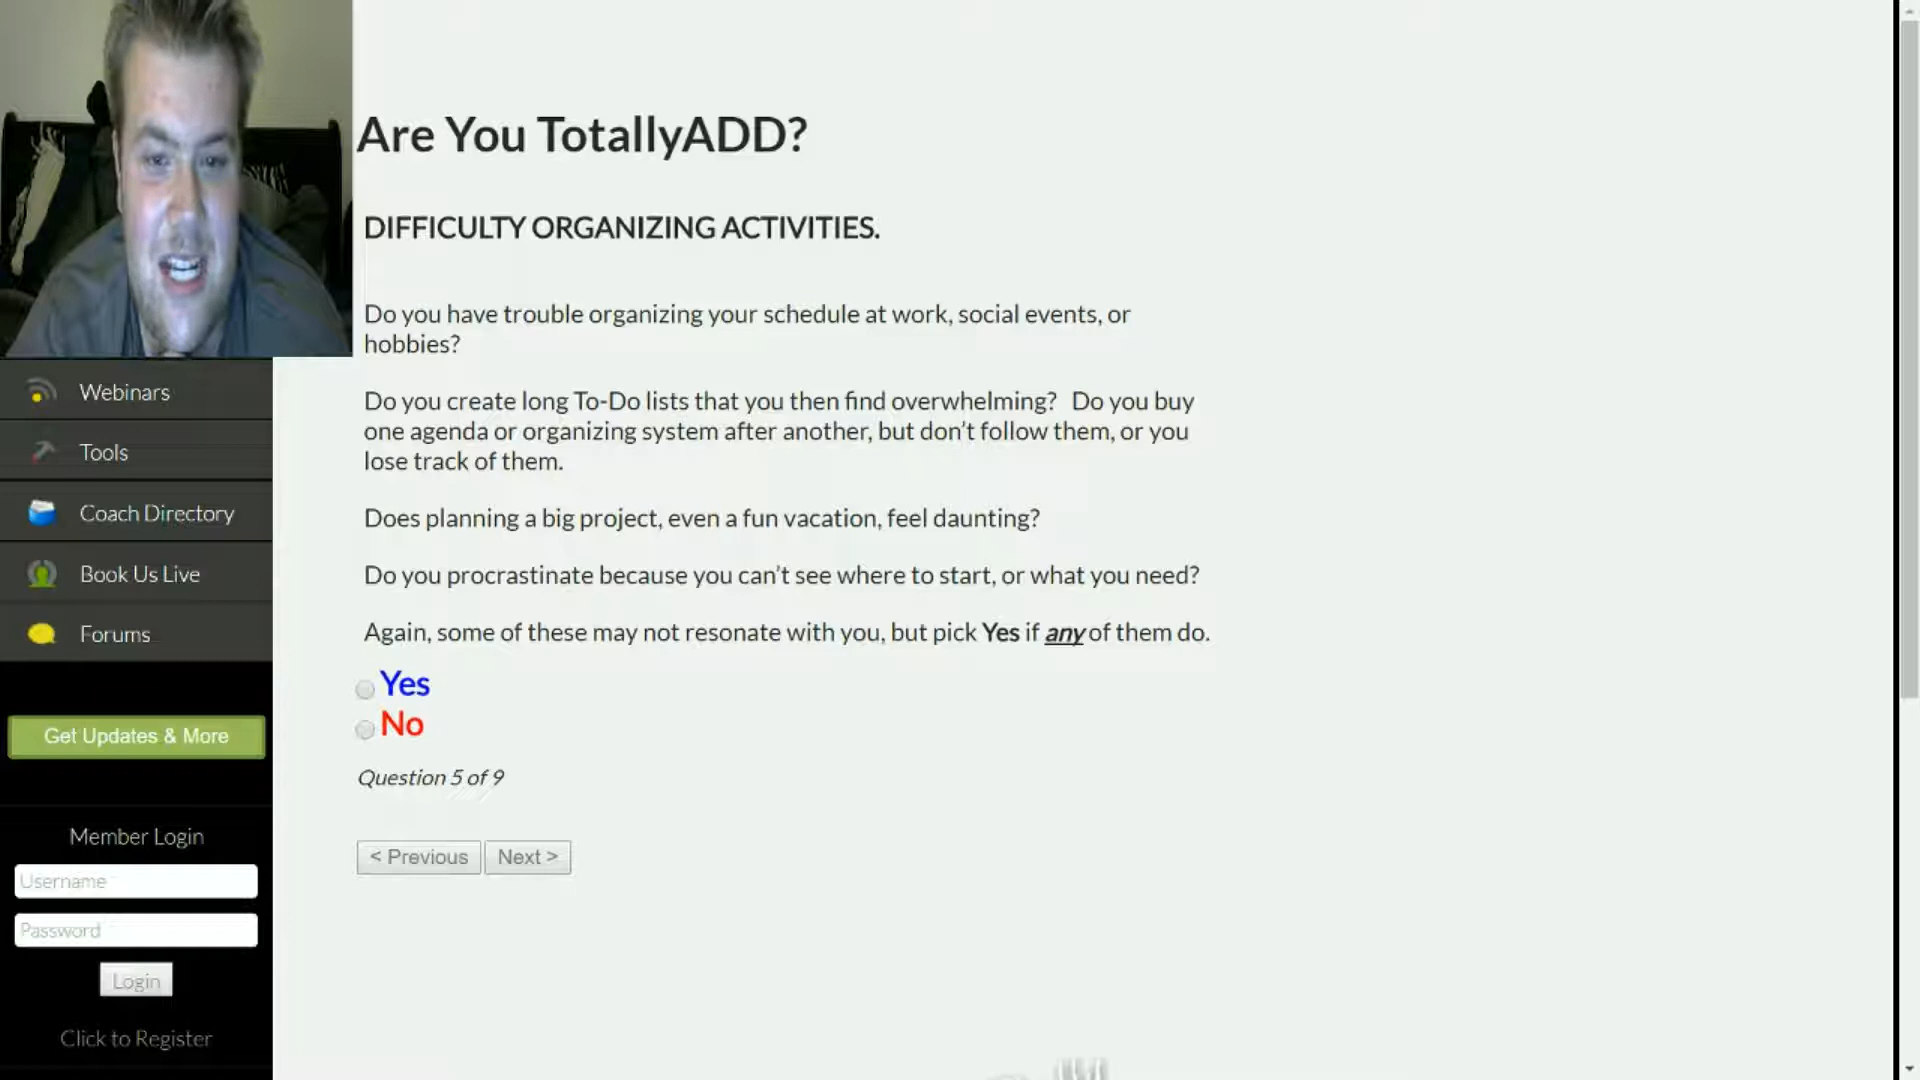 Are You TotallyADD?
DIFFICULTY ORGANIZING ACTIVITIES.
Do you have trouble organizing your schedule at work, social events, or
hobbies?
Do you create long To-Do lists that you then find overwhelming?   Do you buy
one agenda or organizing system after another, but don't follow them, or you
lose track of them.
Does planning a big project, even a fun vacation, feel daunting?
Do you procrastinate because you can't see where to start, or what you need?
Again, some of these may not resonate with you, but pick Yes if any of them do.
Yes
No
Question 5 of 9
< Previous
Next >
Webinars
Tools
Coach Directory
Book Us Live
Forums
Get Updates & More
Member Login
Username
Password
Login
Click to Register